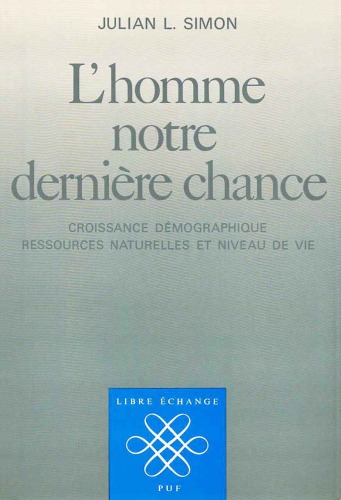 JULIAN L. SIMON
L'homme
notre
dernière chance
CROISSANCE DÉMOGRAPHIQUE
RESSOURCES NATURELLES ET NIVEAU DE VIE
LIBRE ÉCHANGE
PUF